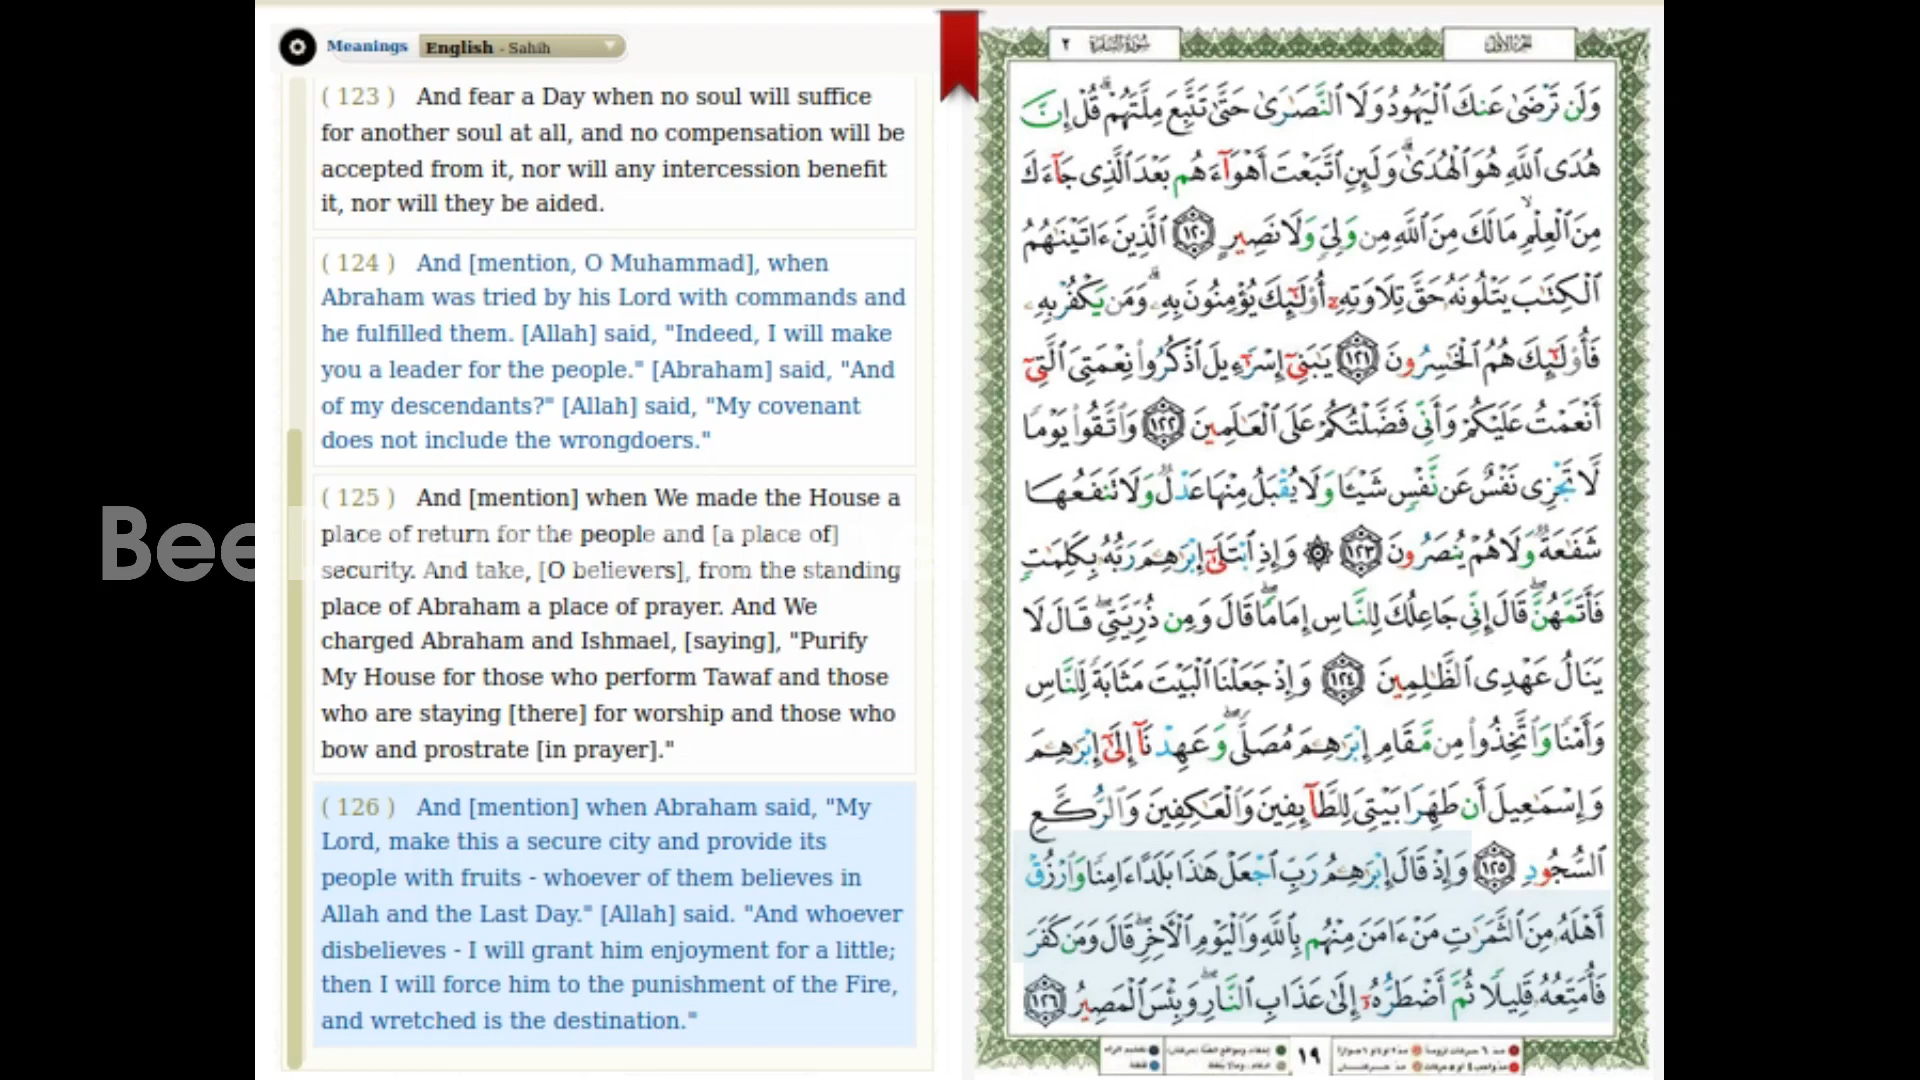 Meanings English - Sahih
( 123 ) And fear a Day when no soul will suffice
for another soul at all, and no compensation will be
accepted from it, nor will any intercession benefit
it, nor will they be aided.
( 124 ) And [mention, O Muhammad], when
Abraham was tried by his Lord with commands and
he fulfilled them. [Allah] said, "Indeed, I will make
you a leader for the people." [Abraham] said, "And
of my descendants?" [Allah] said, "My covenant
does not include the wrongdoers."
( 125 ) And [mention] when We made the House a
place of return for the people and [a place of]
security. And take, [O believers], from the standing
place of Abraham a place of prayer. And We
charged Abraham and Ishmael, [saying], "Purify
My House for those who perform Tawaf and those
who are staying [there] for worship and those who
bow and prostrate [in prayer]."
( 126 ) And [mention] when Abraham said, "My
Lord, make this a secure city and provide its
people with fruits - whoever of them believes in
Allah and the Last Day." [Allah] said. "And whoever
disbelieves - I will grant him enjoyment for a little;
then I will force him to the punishment of the Fire,
and wretched is the destination."
Bee
الجزء الأول
سورة البقرة ٢
وَلَن تَرْضَىٰ عَنكَ ٱلْيَهُودُ وَلَا ٱلنَّصَٰرَىٰ حَتَّىٰ تَتَّبِعَ مِلَّتَهُمْ ۗ قُلْ إِنَّ
هُدَى ٱللَّهِ هُوَ ٱلْهُدَىٰ ۗ وَلَئِنِ ٱتَّبَعْتَ أَهْوَآءَهُم بَعْدَ ٱلَّذِى جَآءَكَ
مِنَ ٱلْعِلْمِ ۙ مَا لَكَ مِنَ ٱللَّهِ مِن وَلِىٍّ وَلَا نَصِيرٍ ١٢٠ ٱلَّذِينَ ءَاتَيْنَٰهُمُ
ٱلْكِتَٰبَ يَتْلُونَهُۥ حَقَّ تِلَاوَتِهِۦٓ أُو۟لَٰٓئِكَ يُؤْمِنُونَ بِهِۦ ۗ وَمَن يَكْفُرْ بِهِۦ
فَأُو۟لَٰٓئِكَ هُمُ ٱلْخَٰسِرُونَ ١٢١ يَٰبَنِىٓ إِسْرَٰٓءِيلَ ٱذْكُرُوا۟ نِعْمَتِىَ ٱلَّتِىٓ
أَنْعَمْتُ عَلَيْكُمْ وَأَنِّى فَضَّلْتُكُمْ عَلَى ٱلْعَٰلَمِينَ ١٢٢ وَٱتَّقُوا۟ يَوْمًا
لَّا تَجْزِى نَفْسٌ عَن نَّفْسٍ شَيْـًٔا وَلَا يُقْبَلُ مِنْهَا عَدْلٌ وَلَا تَنفَعُهَا
شَفَٰعَةٌ وَلَا هُمْ يُنصَرُونَ ١٢٣ ۞ وَإِذِ ٱبْتَلَىٰٓ إِبْرَٰهِـۧمَ رَبُّهُۥ بِكَلِمَٰتٍ
فَأَتَمَّهُنَّ ۖ قَالَ إِنِّى جَاعِلُكَ لِلنَّاسِ إِمَامًا ۖ قَالَ وَمِن ذُرِّيَّتِى ۖ قَالَ لَا
يَنَالُ عَهْدِى ٱلظَّٰلِمِينَ ١٢٤ وَإِذْ جَعَلْنَا ٱلْبَيْتَ مَثَابَةً لِّلنَّاسِ
وَأَمْنًا وَٱتَّخِذُوا۟ مِن مَّقَامِ إِبْرَٰهِـۧمَ مُصَلًّى ۖ وَعَهِدْنَآ إِلَىٰٓ إِبْرَٰهِـۧمَ
وَإِسْمَٰعِيلَ أَن طَهِّرَا بَيْتِىَ لِلطَّآئِفِينَ وَٱلْعَٰكِفِينَ وَٱلرُّكَّعِ
ٱلسُّجُودِ ١٢٥ وَإِذْ قَالَ إِبْرَٰهِـۧمُ رَبِّ ٱجْعَلْ هَٰذَا بَلَدًا ءَامِنًا وَٱرْزُقْ
أَهْلَهُۥ مِنَ ٱلثَّمَرَٰتِ مَنْ ءَامَنَ مِنْهُم بِٱللَّهِ وَٱلْيَوْمِ ٱلْـَٔاخِرِ ۖ قَالَ وَمَن كَفَرَ
فَأُمَتِّعُهُۥ قَلِيلًا ثُمَّ أَضْطَرُّهُۥٓ إِلَىٰ عَذَابِ ٱلنَّارِ ۖ وَبِئْسَ ٱلْمَصِيرُ ١٢٦
١٩